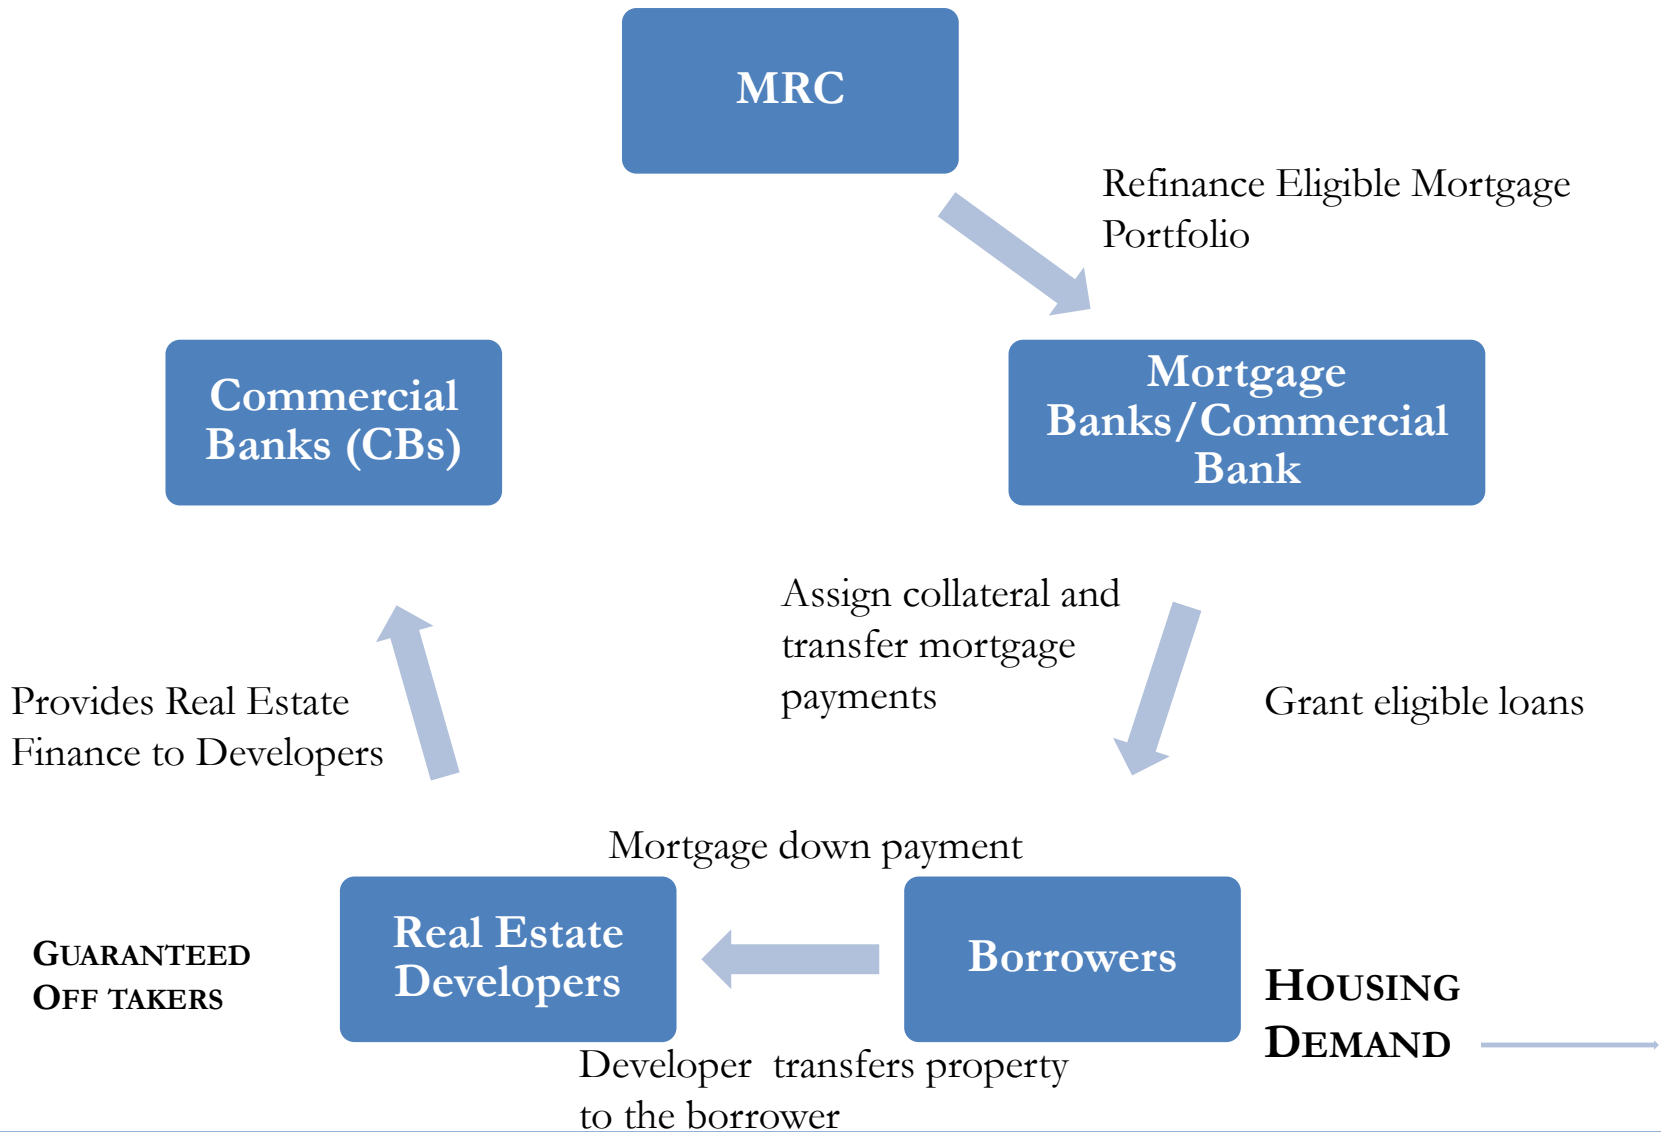 MRC
Refinance Eligible Mortgage
Portfolio
Commercial
Banks (CBs)
Mortgage
Banks/Commercial
Bank
Assign collateral and
transfer mortgage
payments
Provides Real Estate
Finance to Developers
Grant eligible loans
Mortgage down payment
GUARANTEED
OFF TAKERS
Real Estate
Developers
Borrowers
HOUSING
DEMAND
Developer transfers property
to the borrower